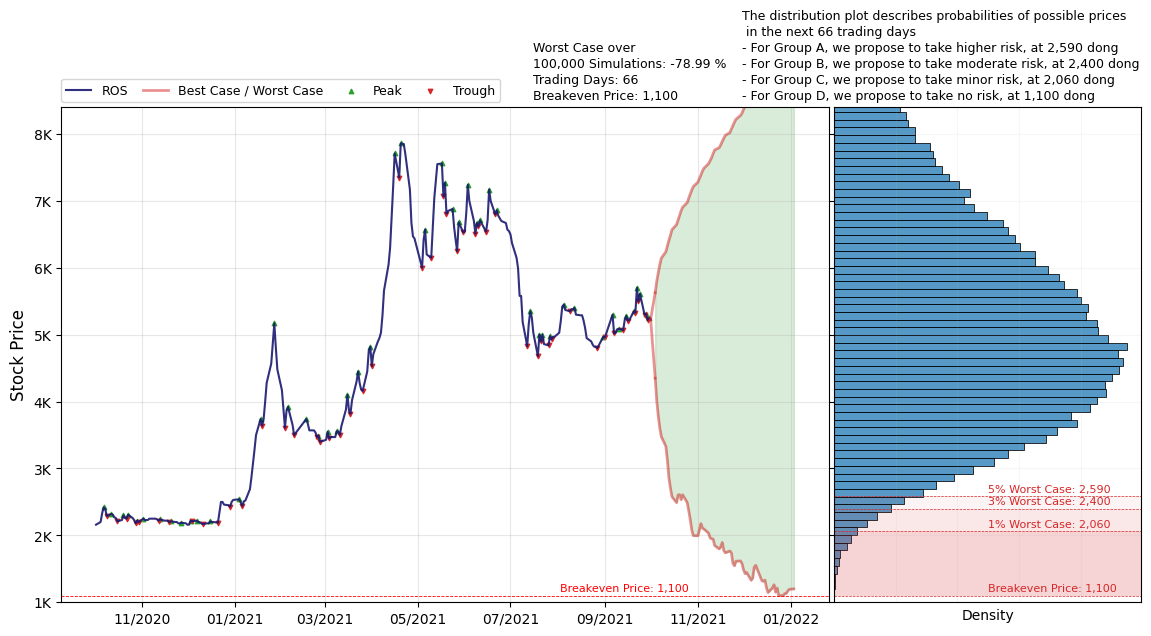 The distribution plot describes probabilities of possible prices
in the next 66 trading days
- For Group A, we propose to take higher risk, at 2,590 dong
- For Group B, we propose to take moderate risk, at 2,400 dong
- For Group C, we propose to take minor risk, at 2,060 dong
- For Group D, we propose to take no risk, at 1,100 dong
Worst Case over
100,000 Simulations: -78.99 %
Trading Days: 66
Breakeven Price: 1,100
ROS
Best Case / Worst Case
Peak
Trough
Stock Price
8K
7K
6K
5K
4K
3K
2K
1K
Breakeven Price: 1,100
11/2020
01/2021
03/2021
05/2021
07/2021
09/2021
11/2021
01/2022
5% Worst Case: 2,590
3% Worst Case: 2,400
1% Worst Case: 2,060
Breakeven Price: 1,100
Density